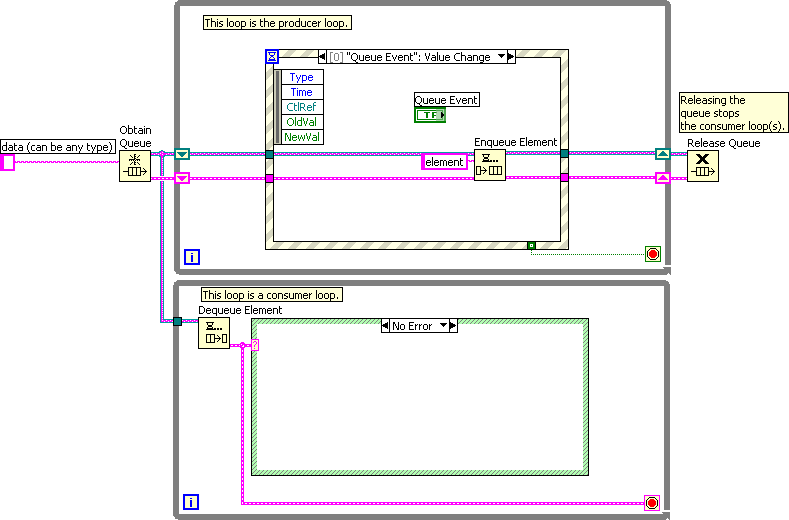 This loop is the producer loop.
[0] "Queue Event": Value Change
Type
Time
CtlRef
OldVal
NewVal
Queue Event
TF
Releasing the
queue stops
the consumer loop(s).
data (can be any type)
Obtain
Queue
Enqueue Element
element
Release Queue
i
This loop is a consumer loop.
Dequeue Element
No Error
?
i